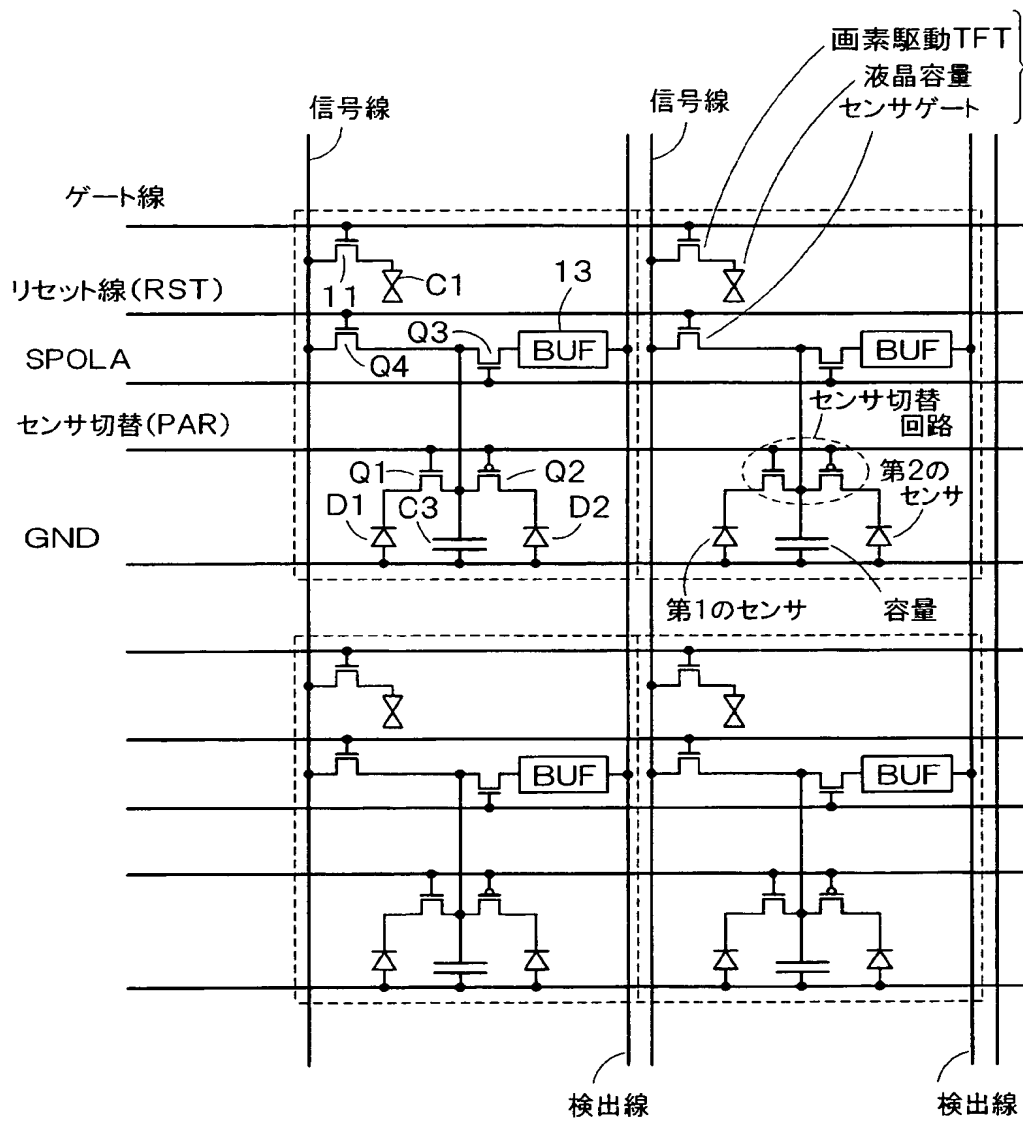 画素駆動TFT
液晶容量
センサゲート
信号線
信号線
ゲート線
リセット線(RST)
11
C1
13
Q3
BUF
BUF
SPOLA
Q4
センサ切替(PAR)
センサ切替
回路
Q1
Q2
第2の
センサ
D1
C3
D2
GND
第1のセンサ
容量
BUF
BUF
検出線
検出線